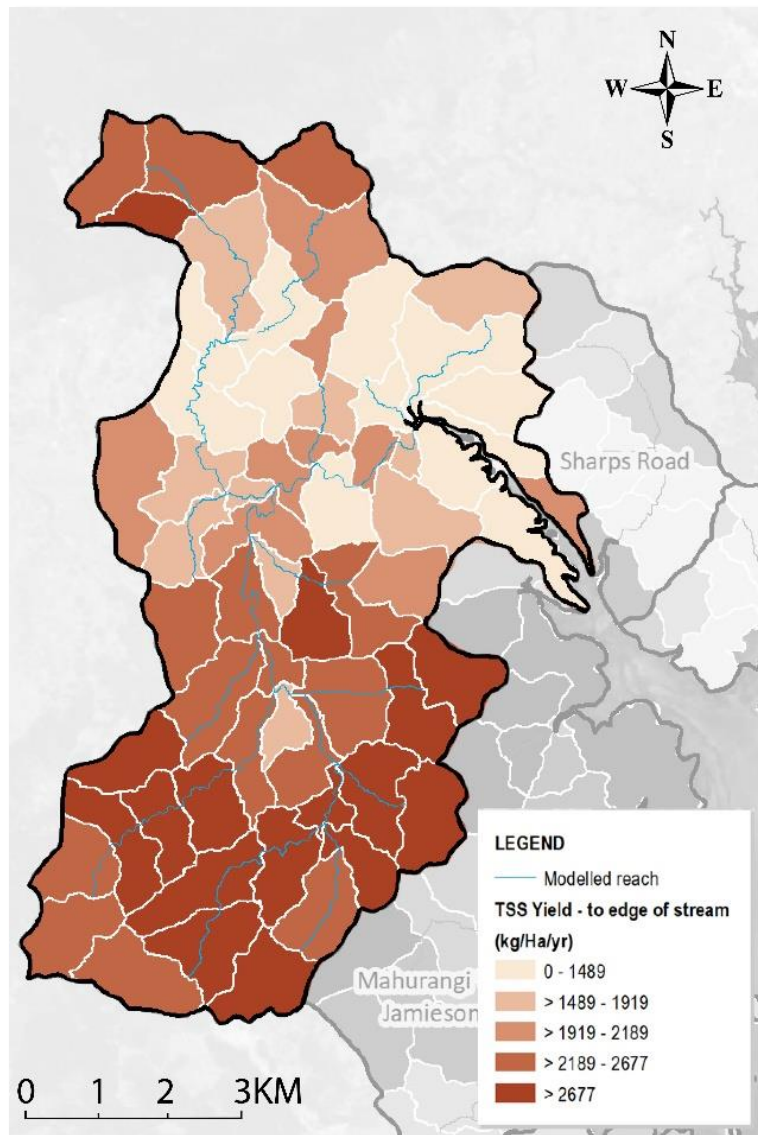 N
W E
S
Sharps Road
LEGEND
Modelled reach
TSS Yield - to edge of stream
(kg/Ha/yr)
0 - 1489
> 1489 - 1919
> 1919 - 2189
> 2189 - 2677
> 2677
Mahurangi
Jamieson
0 1 2 3KM